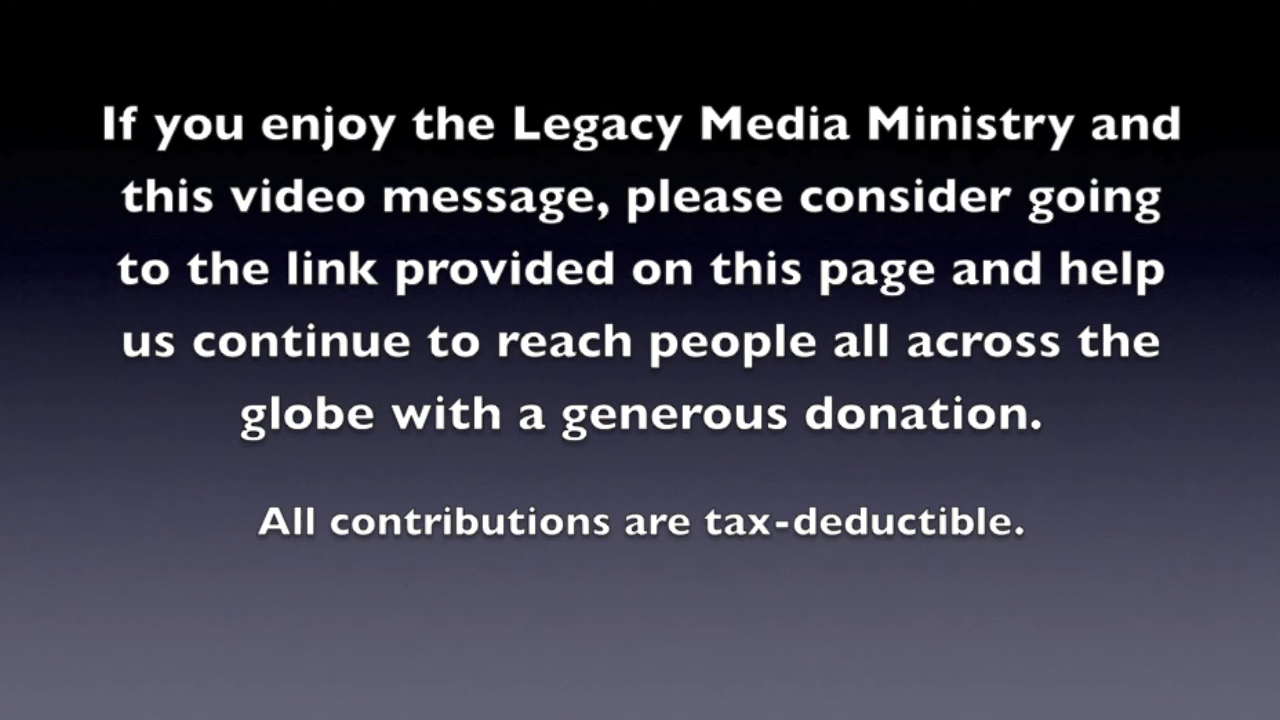 If you enjoy the Legacy Media Ministry and
this video message, please consider going
to the link provided on this page and help
us continue to reach people all across the
globe with a generous donation.
All contributions are tax-deductible.